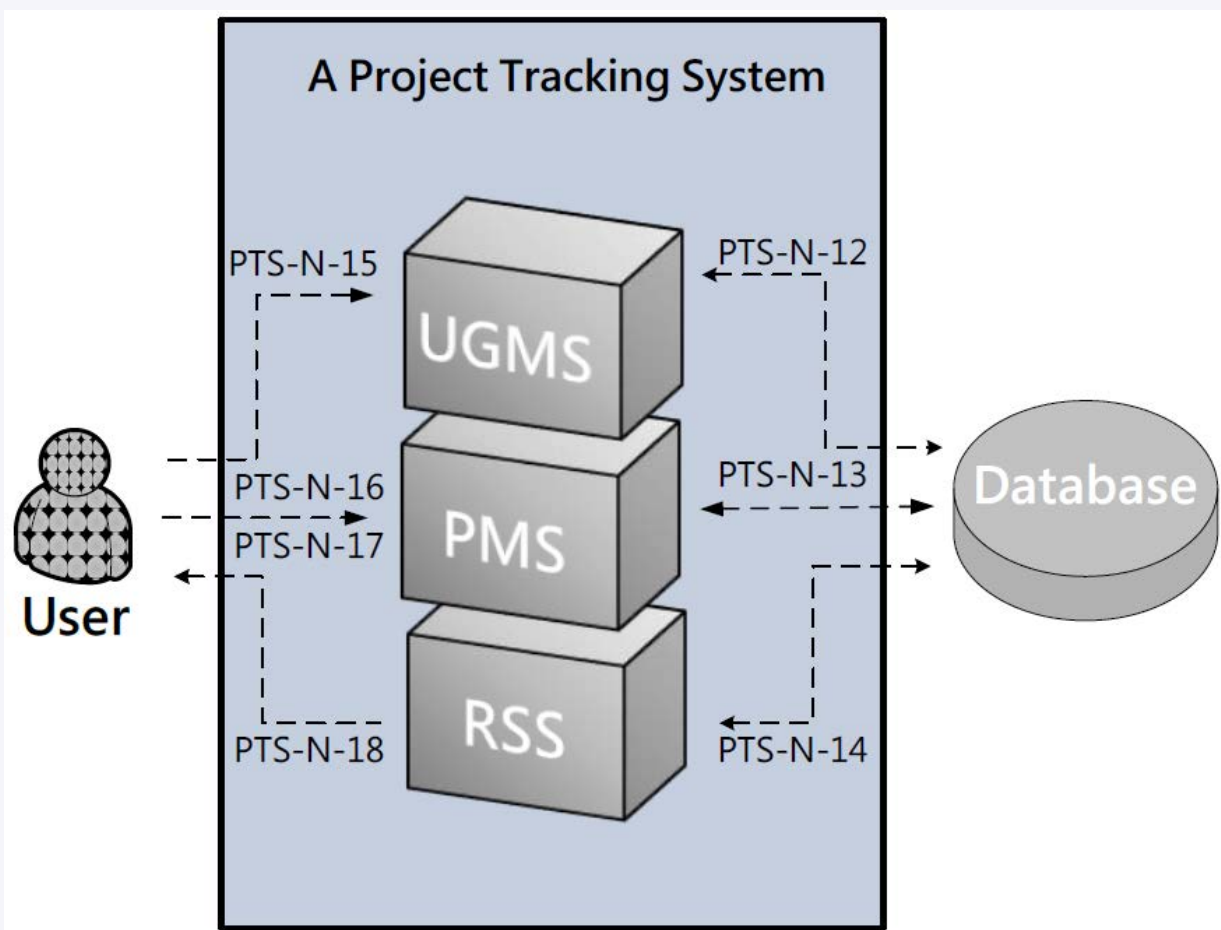 A Project Tracking System
PTS-N-15
PTS-N-12
UGMS
PTS-N-16
PTS-N-13
Database
PTS-N-17
PMS
User
RSS
PTS-N-18
PTS-N-14